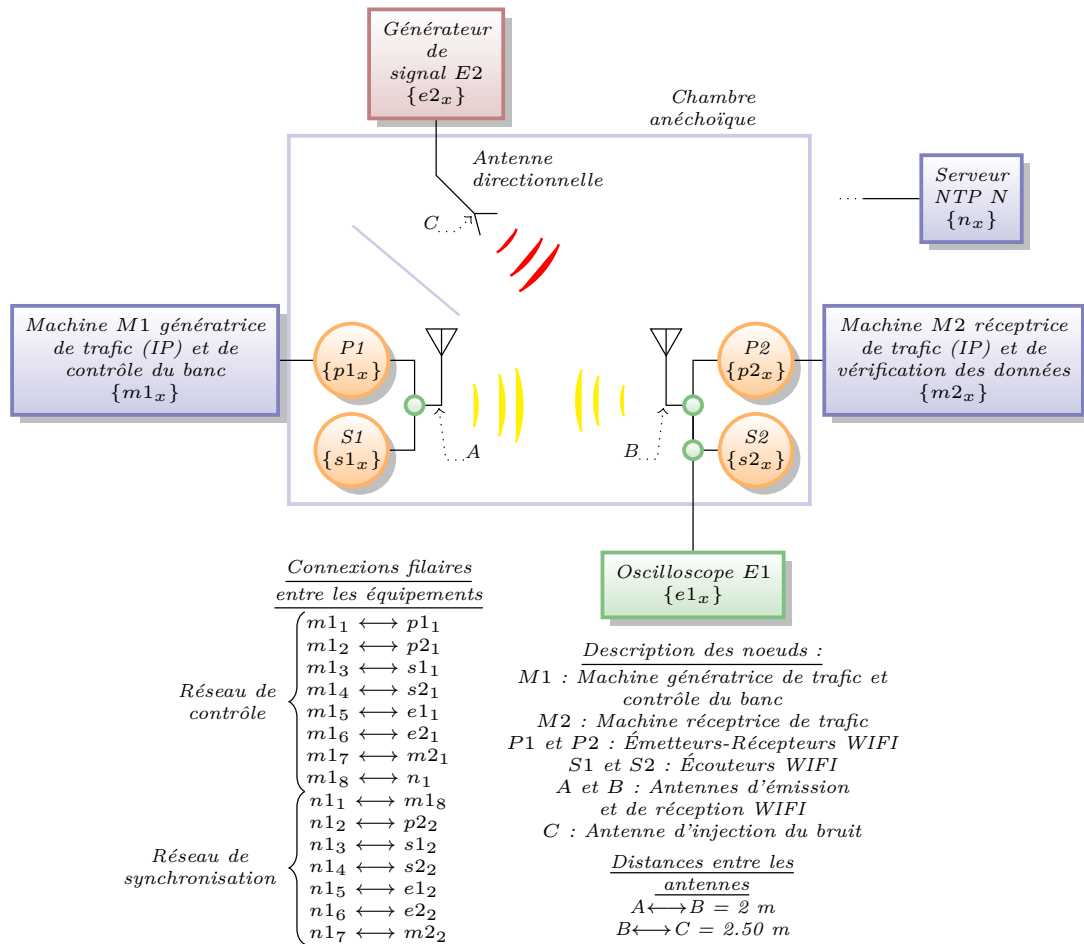 Générateur
de
signal E2
{e2ₓ}
Chambre
anéchoïque
Antenne
directionnelle
C
Serveur
NTP N
{nₓ}
Machine M1 génératrice
de trafic (IP) et de
contrôle du banc
{m1ₓ}
P1
{p1ₓ}
S1
{s1ₓ}
A
B
P2
{p2ₓ}
S2
{s2ₓ}
Machine M2 réceptrice
de trafic (IP) et de
vérification des données
{m2ₓ}
Oscilloscope E1
{e1ₓ}
Connexions filaires
entre les équipements
Réseau de
contrôle
m1₁ ⟷ p1₁
m1₂ ⟷ p2₁
m1₃ ⟷ s1₁
m1₄ ⟷ s2₁
m1₅ ⟷ e1₁
m1₆ ⟷ e2₁
m1₇ ⟷ m2₁
m1₈ ⟷ n₁
Réseau de
synchronisation
n1₁ ⟷ m1₈
n1₂ ⟷ p2₂
n1₃ ⟷ s1₂
n1₄ ⟷ s2₂
n1₅ ⟷ e1₂
n1₆ ⟷ e2₂
n1₇ ⟷ m2₂
Description des noeuds :
M1 : Machine génératrice de trafic et
contrôle du banc
M2 : Machine réceptrice de trafic
P1 et P2 : Émetteurs-Récepteurs WIFI
S1 et S2 : Écouteurs WIFI
A et B : Antennes d'émission
et de réception WIFI
C : Antenne d'injection du bruit
Distances entre les
antennes
A⟷B = 2 m
B⟷C = 2.50 m